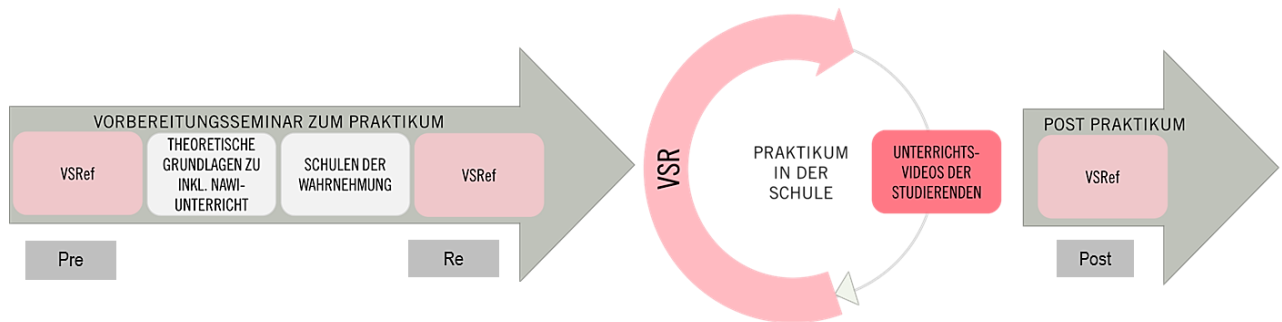 VORBEREITUNGSSEMINAR ZUM PRAKTIKUM
VSRef
THEORETISCHE
GRUNDLAGEN ZU
INKL. NAWI-
UNTERRICHT
SCHULEN DER
WAHRNEHMUNG
VSRef
Pre
Re
VSR
PRAKTIKUM
IN DER
SCHULE
UNTERRICHTS-
VIDEOS DER
STUDIERENDEN
POST PRAKTIKUM
VSRef
Post